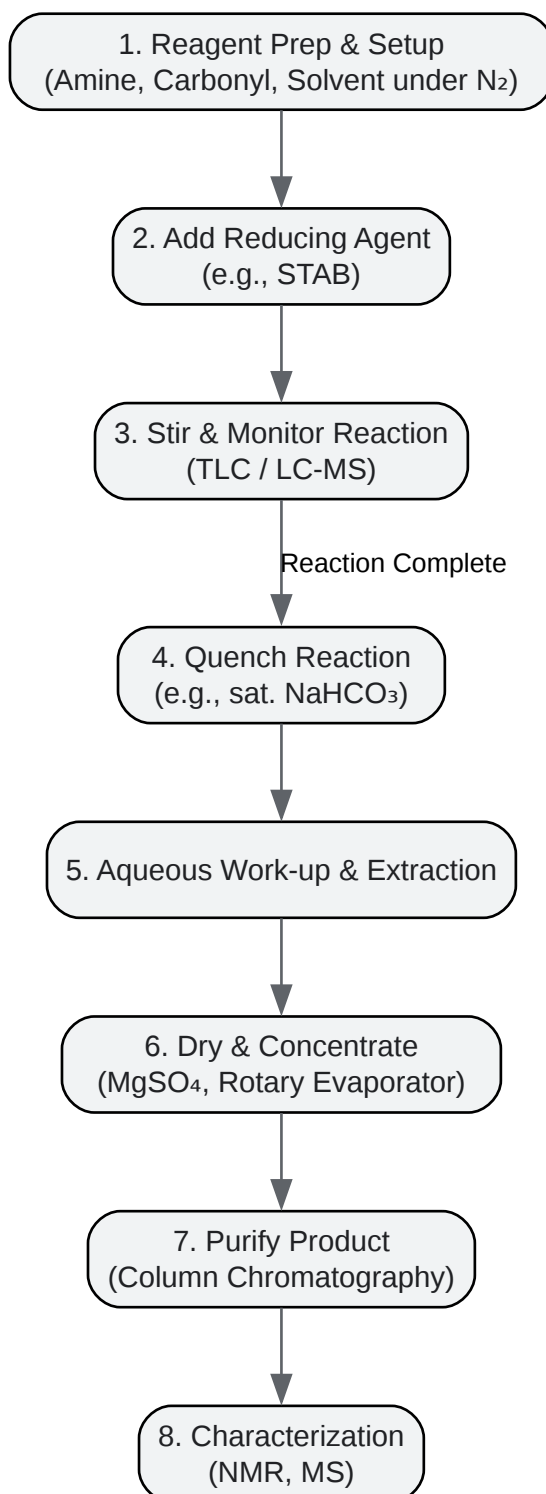 1. Reagent Prep & Setup
(Amine, Carbonyl, Solvent under N₂)
2. Add Reducing Agent
(e.g., STAB)
3. Stir & Monitor Reaction
(TLC / LC-MS)
Reaction Complete
4. Quench Reaction
(e.g., sat. NaHCO₃)
5. Aqueous Work-up & Extraction
6. Dry & Concentrate
(MgSO₄, Rotary Evaporator)
7. Purify Product
(Column Chromatography)
8. Characterization
(NMR, MS)